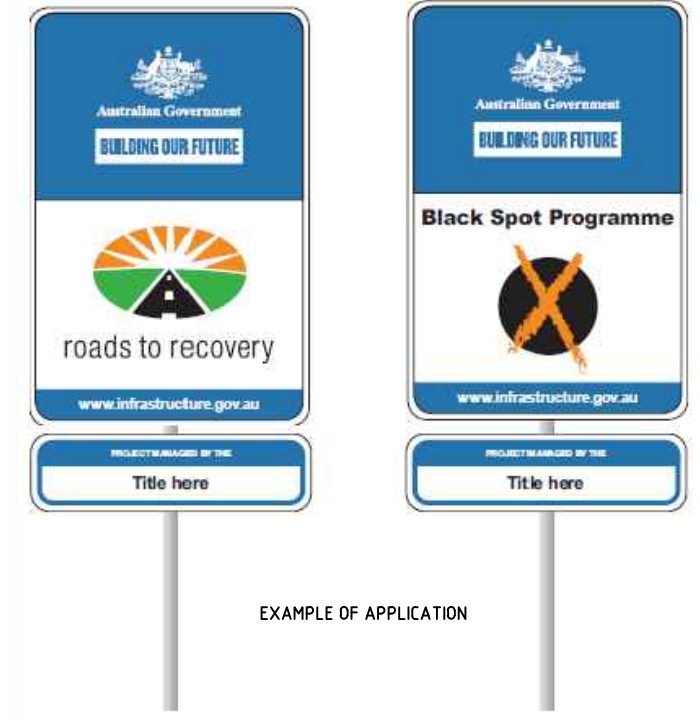 Australian Government
BUILDING OUR FUTURE
roads to recovery
www.infrastructure.gov.au
PROJECT MANAGED BY THE
Title here
Australian Government
BUILDING OUR FUTURE
Black Spot Programme
www.infrastructure.gov.au
PROJECT MANAGED BY THE
Title here
EXAMPLE OF APPLICATION